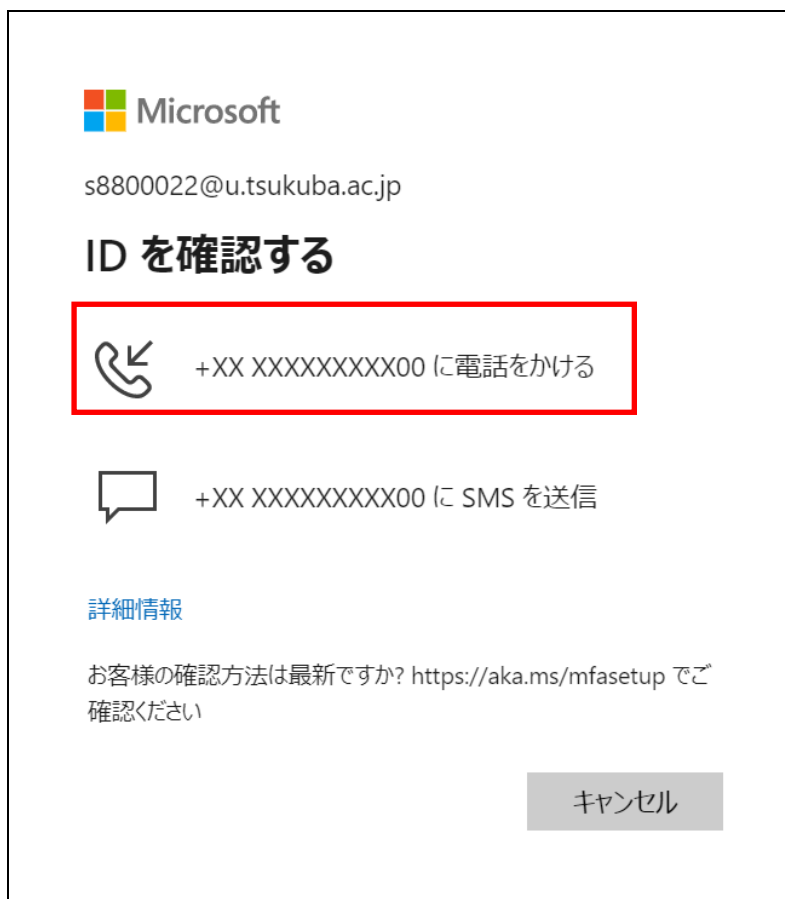 Microsoft
s8800022@u.tsukuba.ac.jp
ID を確認する
+XX XXXXXXXXX00 に電話をかける
+XX XXXXXXXXX00 に SMS を送信
詳細情報
お客様の確認方法は最新ですか? https://aka.ms/mfasetup でご
確認ください
キャンセル